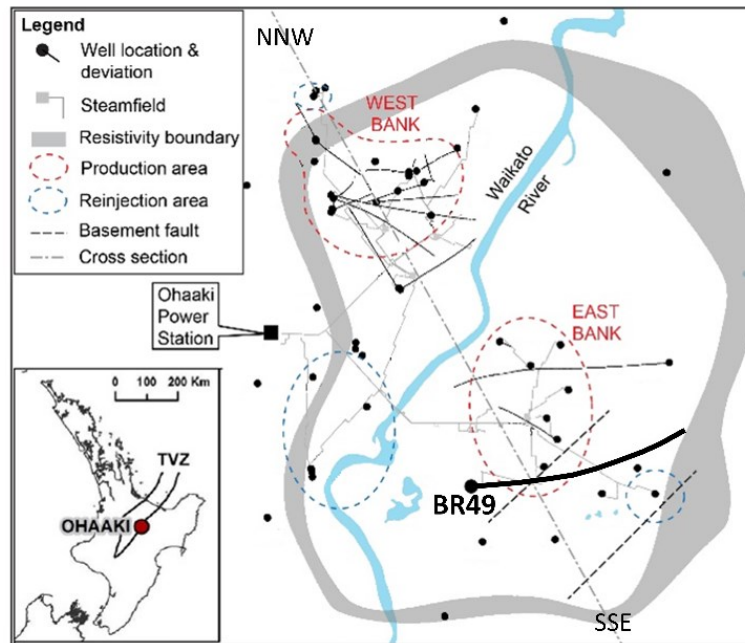 Legend
Well location &
deviation
Steamfield
Resistivity boundary
Production area
Reinjection area
Basement fault
Cross section
NNW
WEST
BANK
Waikato
River
Ohaaki
Power
Station
EAST
BANK
BR49
SSE
0 100 200 Km
TVZ
OHAAKI